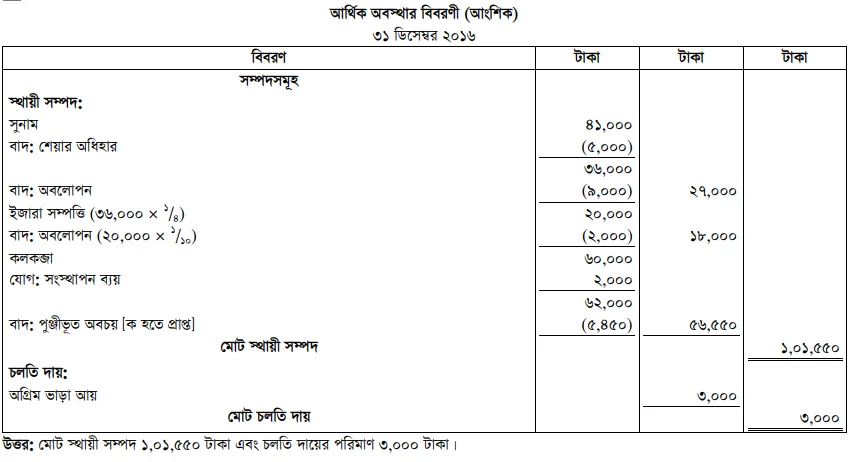 আর্থিক অবস্থার বিবরণী (আংশিক)
৩১ ডিসেম্বর ২০১৬
বিবরণ টাকা টাকা টাকা
সম্পদসমূহ
স্থায়ী সম্পদ:
সুনাম ৪১,০০০
বাদ: শেয়ার অধিহার (৫,০০০)
৩৬,০০০
বাদ: অবলোপন (৯,০০০) ২৭,০০০
ইজারা সম্পত্তি (৩৬,০০০ × ১/৪) ২০,০০০
বাদ: অবলোপন (২০,০০০ × ১/১০) (২,০০০) ১৮,০০০
কলকব্জা ৬০,০০০
যোগ: সংস্থাপন ব্যয় ২,০০০
৬২,০০০
বাদ: পুঞ্জীভূত অবচয় [ক হতে প্রাপ্ত] (৫,৪৫০) ৫৬,৫৫০
মোট স্থায়ী সম্পদ ১,০১,৫৫০
চলতি দায়:
অগ্রিম ভাড়া আয় ৩,০০০
মোট চলতি দায় ৩,০০০
উত্তর: মোট স্থায়ী সম্পদ ১,০১,৫৫০ টাকা এবং চলতি দায়ের পরিমাণ ৩,০০০ টাকা।